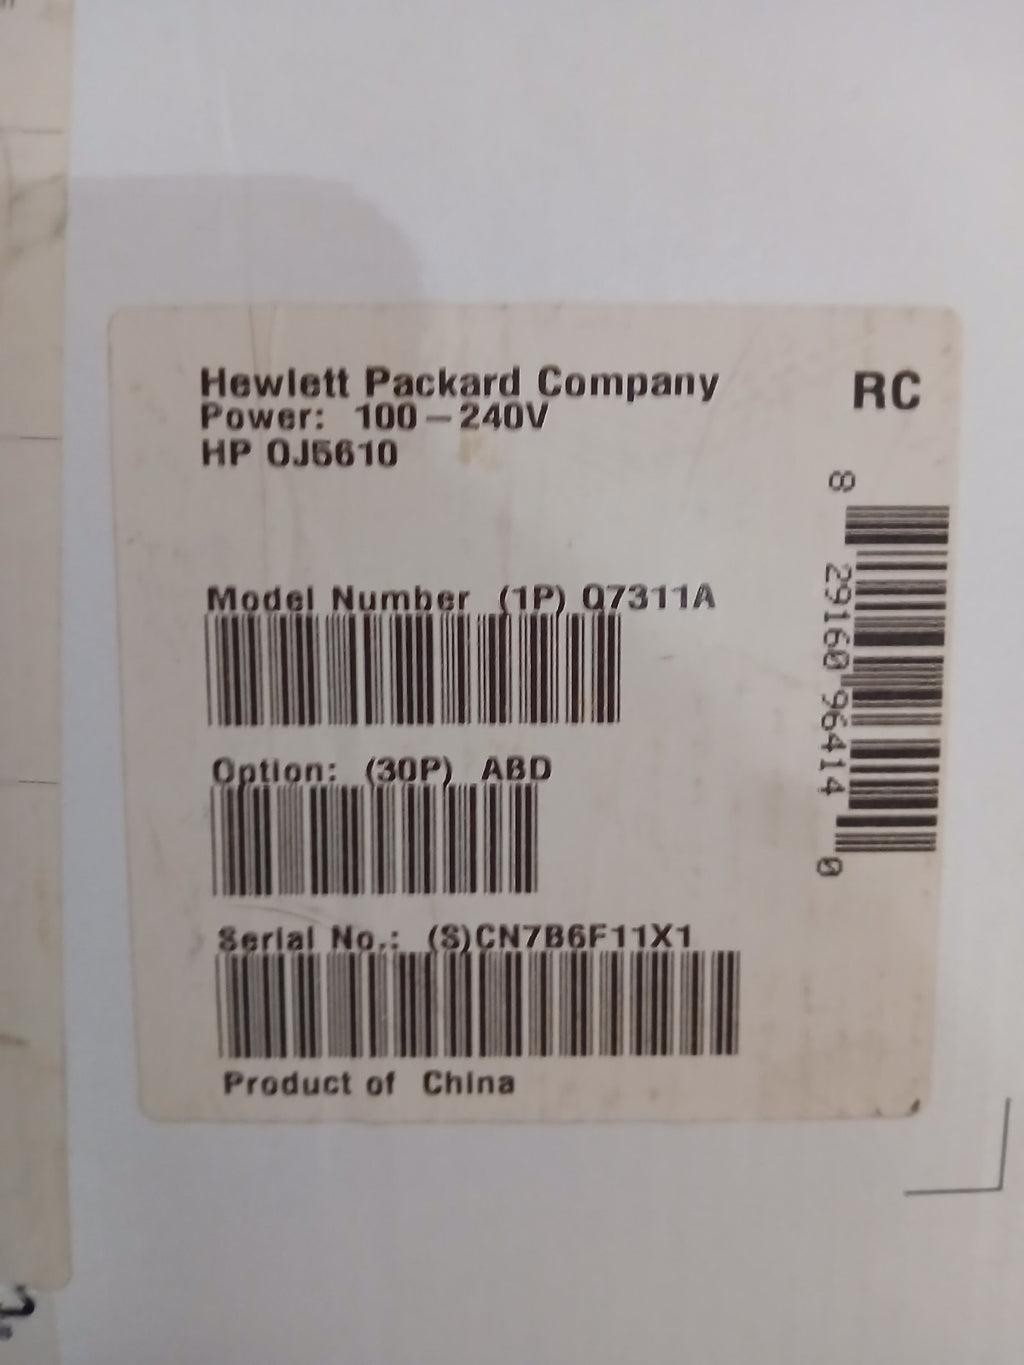 Hewlett Packard Company
Power: 100-240V
HP OJ5610
RC
Model Number (1P) Q7311A
Option: (30P) ABD
Serial No.: (S)CN7B6F11X1
Product of China
8 29160 96414 0